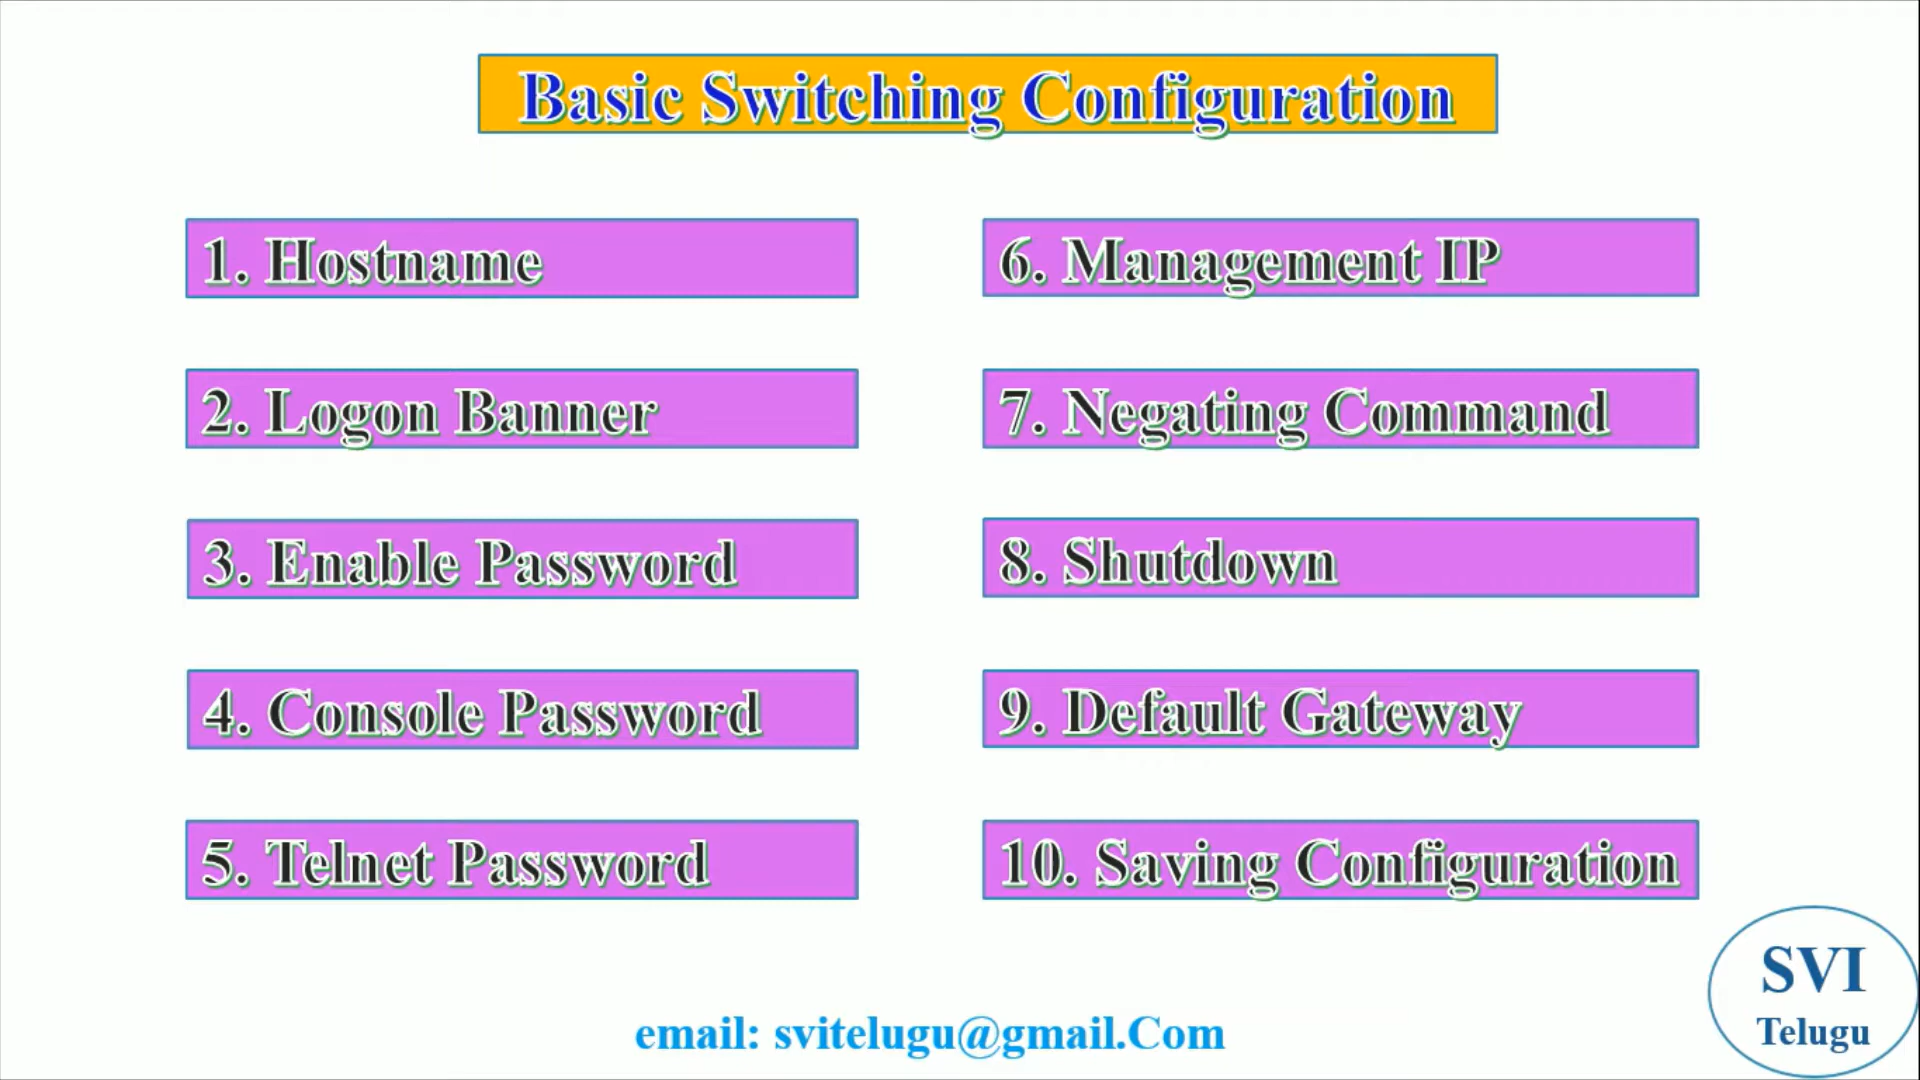 Basic Switching Configuration
1. Hostname
2. Logon Banner
3. Enable Password
4. Console Password
5. Telnet Password
6. Management IP
7. Negating Command
8. Shutdown
9. Default Gateway
10. Saving Configuration
email: svitelugu@gmail.Com
SVI
Telugu